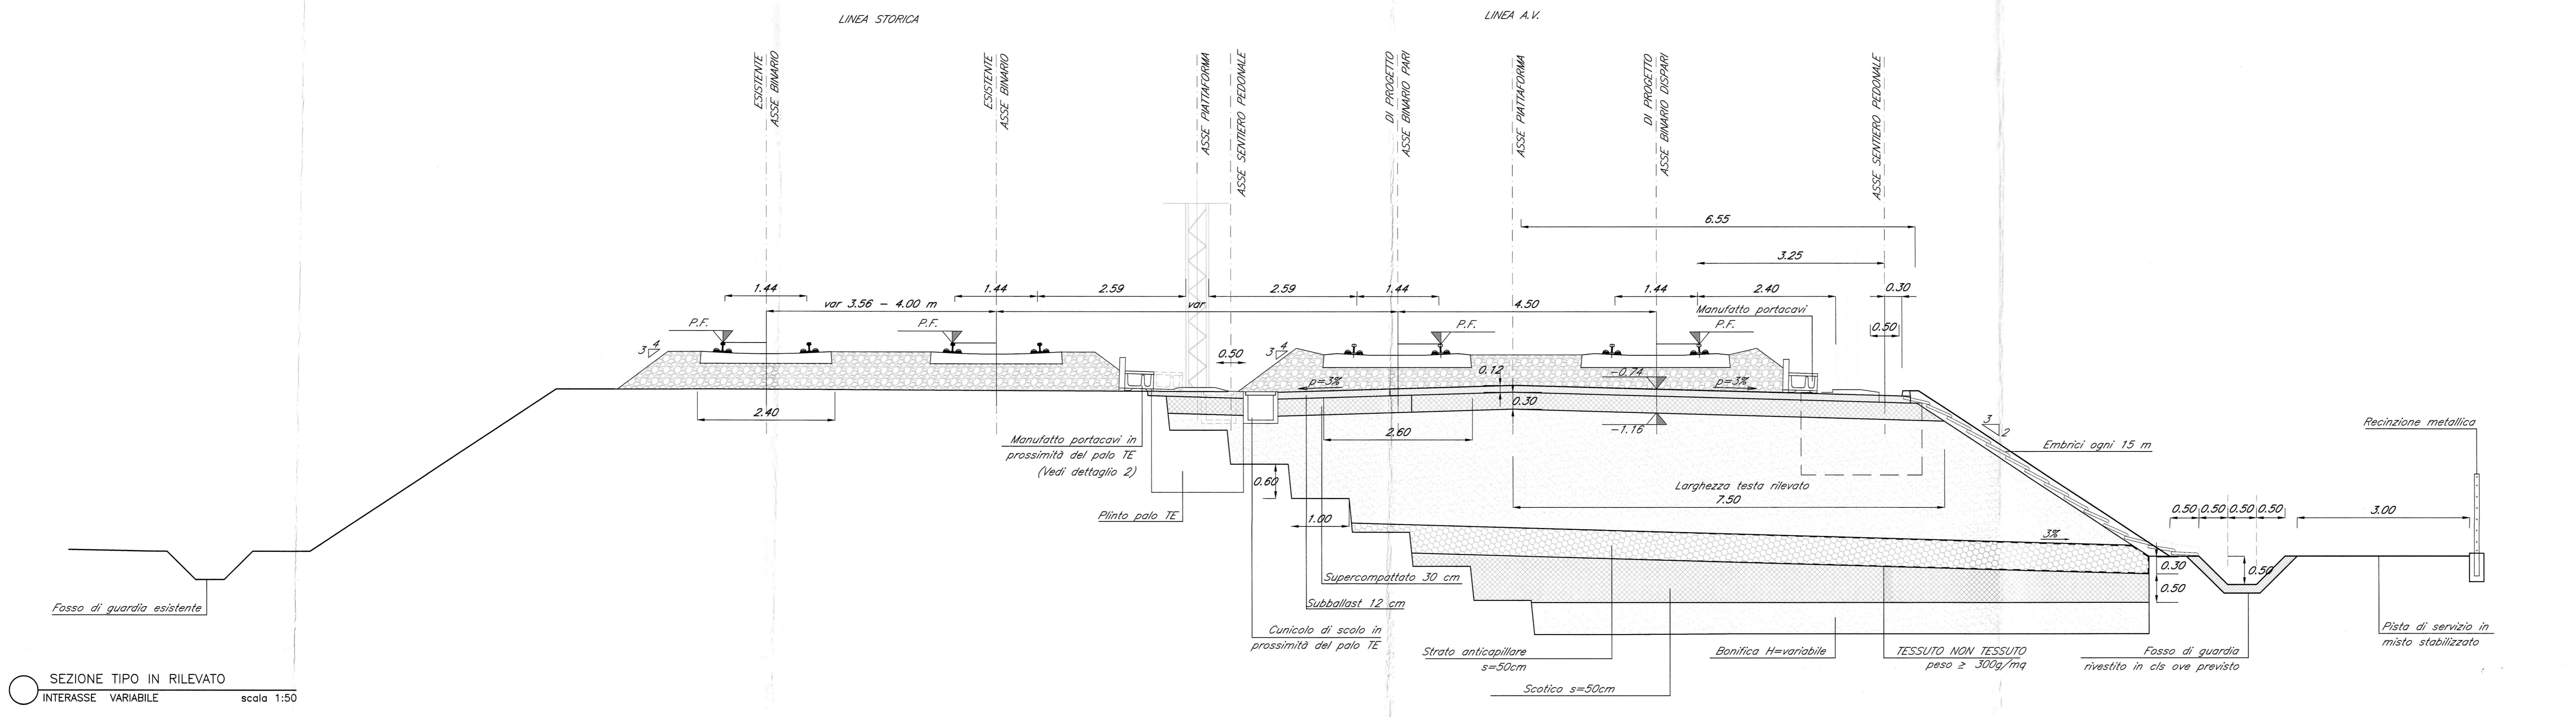 LINEA STORICA
LINEA A.V.
ESISTENTE
ASSE BINARIO
ESISTENTE
ASSE BINARIO
ASSE PIATTAFORMA
ASSE SENTIERO PEDONALE
DI PROGETTO
ASSE BINARIO PARI
ASSE PIATTAFORMA
DI PROGETTO
ASSE BINARIO DISPARI
ASSE SENTIERO PEDONALE
6.55
3.25
1.44
1.44
2.59
2.59
1.44
1.44
2.40
0.30
var 3.56 - 4.00 m
var
4.50
Manufatto portacavi
P.F.
P.F.
P.F.
P.F.
0.50
3
4
0.50
3
4
0.12
-0.74
p=3%
p=3%
2.40
0.30
2.60
-1.16
3
2
Recinzione metallica
Manufatto portacavi in
prossimità del palo TE
(Vedi dettaglio 2)
Embrici ogni 15 m
0.60
Larghezza testa rilevato
7.50
Plinto palo TE
1.00
0.50
0.50
0.50
0.50
3.00
3%
0.30
0.50
0.50
Supercompattato 30 cm
Subballast 12 cm
Fosso di guardia esistente
Cunicolo di scolo in
prossimità del palo TE
Strato anticapillare
s=50cm
Bonifica H=variabile
TESSUTO NON TESSUTO
peso ≥ 300g/mq
Fosso di guardia
rivestito in cls ove previsto
Pista di servizio in
misto stabilizzato
Scotico s=50cm
SEZIONE TIPO IN RILEVATO
INTERASSE VARIABILE
scala 1:50